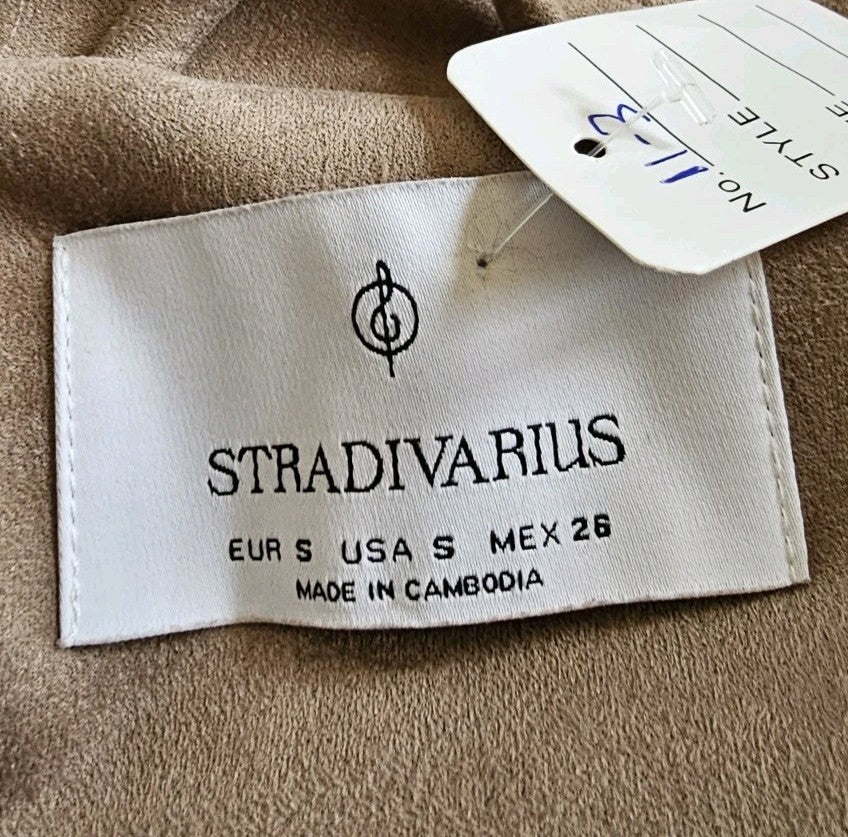 STRADIVARIUS
EUR S USA S MEX 26
MADE IN CAMBODIA
No. 11-3
STYLE